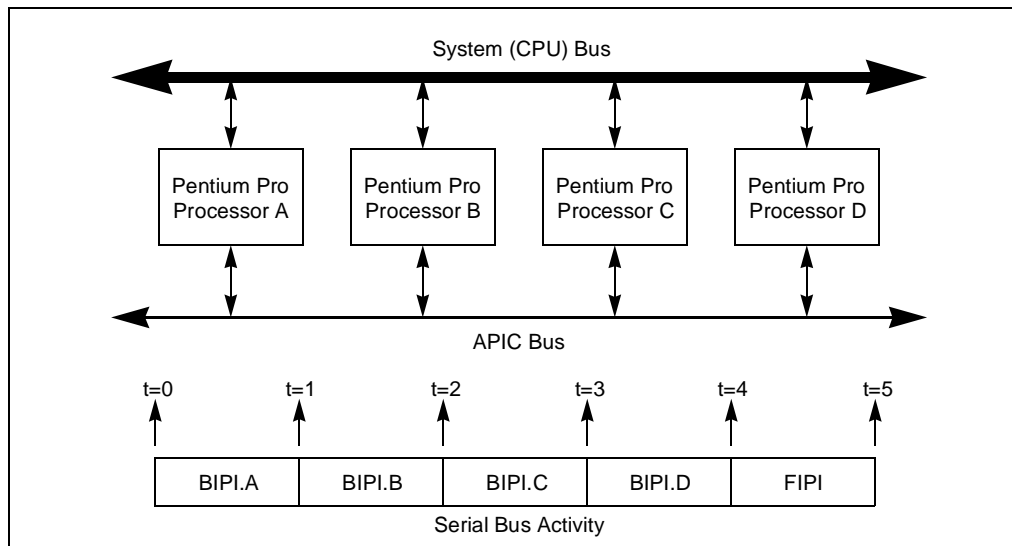 System (CPU) Bus
Pentium Pro
Processor A
Pentium Pro
Processor B
Pentium Pro
Processor C
Pentium Pro
Processor D
APIC Bus
t=0 t=1 t=2 t=3 t=4 t=5
BIPI.A BIPI.B BIPI.C BIPI.D FIPI
Serial Bus Activity